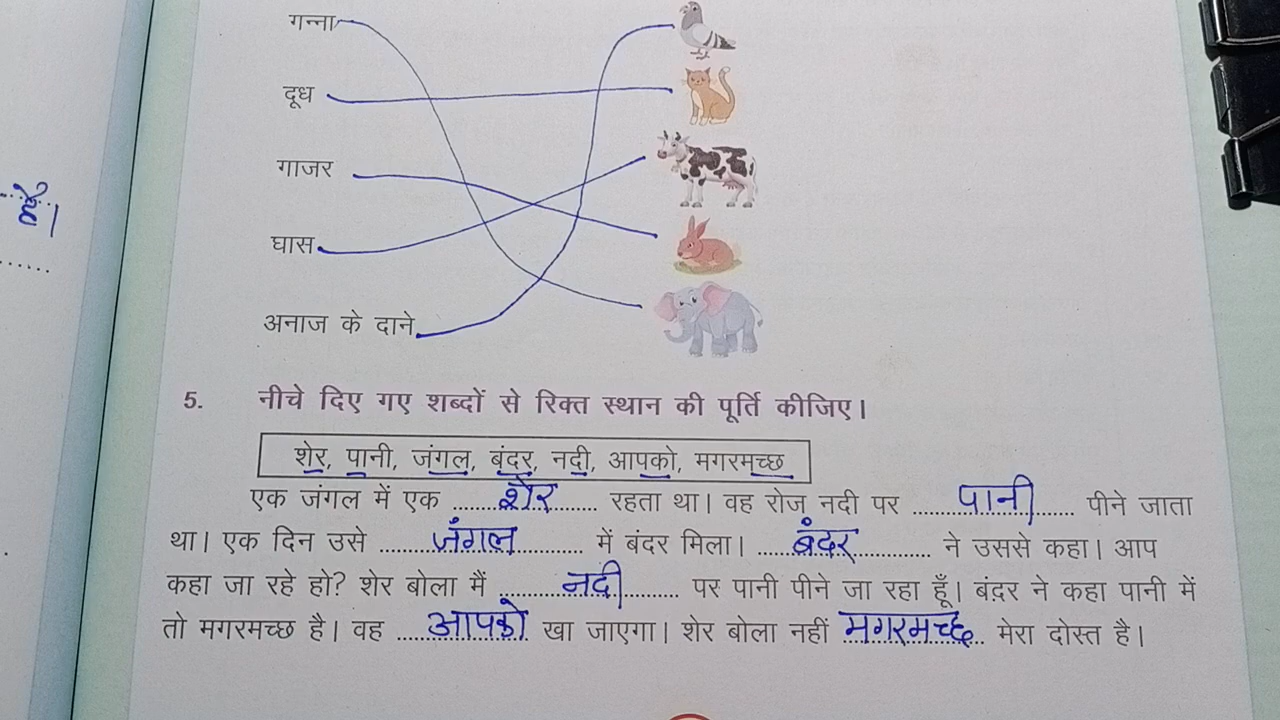 गन्ना
दूध
गाजर
है।
घास
अनाज के दाने
5. नीचे दिए गए शब्दों से रिक्त स्थान की पूर्ति कीजिए।
शेर, पानी, जंगल, बंदर, नदी, आपको, मगरमच्छ
एक जंगल में एक ....शेर.... रहता था। वह रोज नदी पर ....पानी.... पीने जाता
था। एक दिन उसे ....जंगल.... में बंदर मिला। ....बंदर.... ने उससे कहा। आप
कहा जा रहे हो? शेर बोला मैं ....नदी.... पर पानी पीने जा रहा हूँ। बंद़र ने कहा पानी में
तो मगरमच्छ है। वह ....आपको.... खा जाएगा। शेर बोला नहीं ....मगरमच्छ.... मेरा दोस्त है।